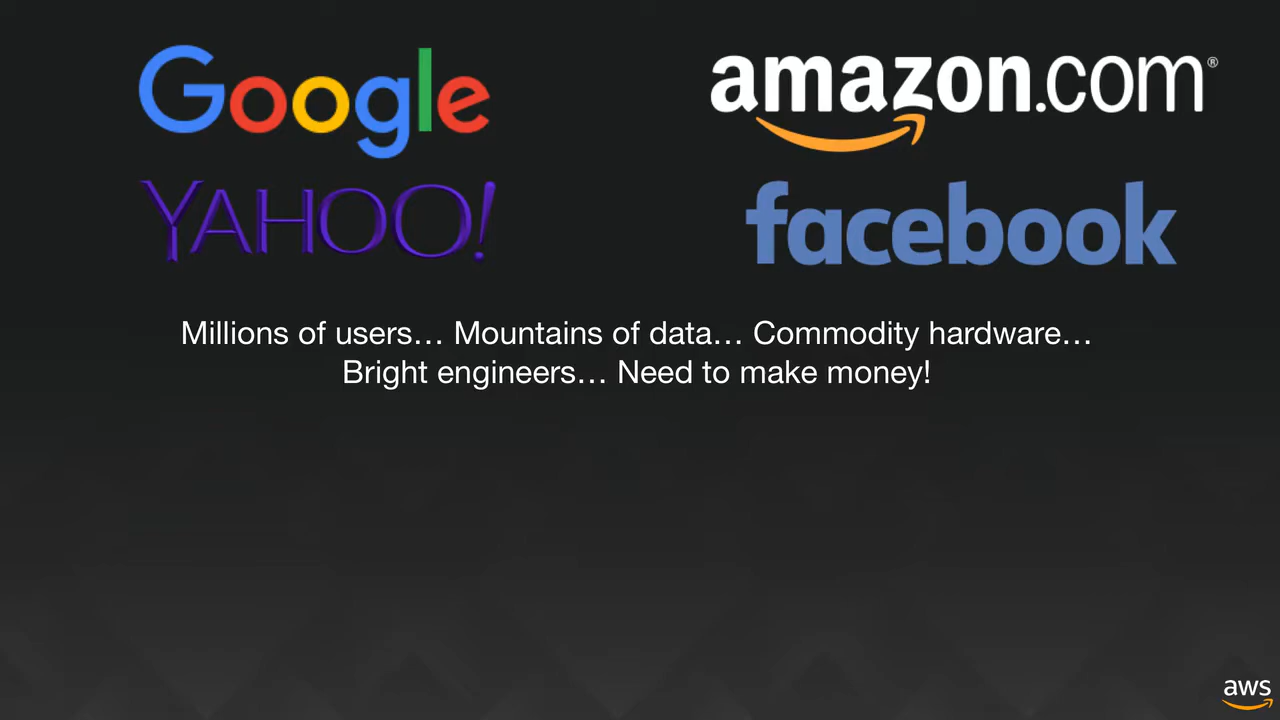 Google
amazon.com®
YAHOO!
facebook
Millions of users… Mountains of data… Commodity hardware…
Bright engineers… Need to make money!
aws